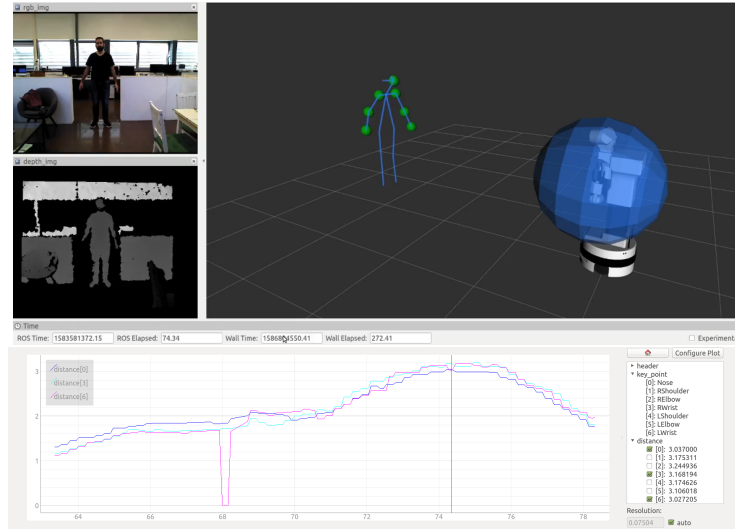 rgb_img
depth_img
Time
ROS Time: 1583581372.15 ROS Elapsed: 74.34 Wall Time: Wall Elapsed: 272.41 Experimenta
Configure Plot
3
2
1
0
64 66 68 70 72 74 76 78
/distance[0]
/distance[3]
/distance[6]
header
key_point
[0]: Nose
[1]: RShoulder
[2]: RElbow
[3]: RWrist
[4]: LShoulder
[5]: LElbow
[6]: LWrist
distance
[0]: 3.037000
[1]: 3.175311
[2]: 3.244936
[3]: 3.168194
[4]: 3.174626
[5]: 3.106018
[6]: 3.027205
Resolution:
0.07504 auto